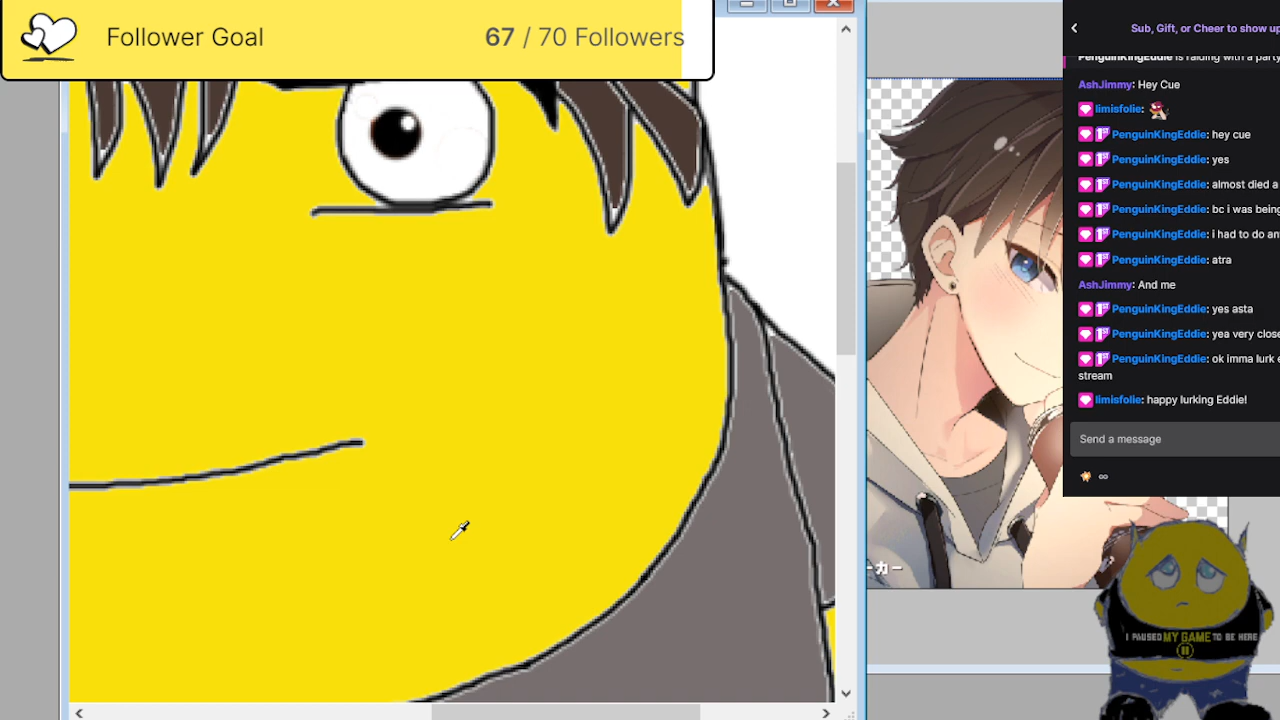 Follower Goal
67 / 70 Followers
Sub, Gift, or Cheer to show up
PenguinKingEddie is raiding with a party
AshJimmy: Hey Cue
limisfolie:
PenguinKingEddie: hey cue
PenguinKingEddie: yes
PenguinKingEddie: almost died a
PenguinKingEddie: bc i was being
PenguinKingEddie: i had to do an
PenguinKingEddie: atra
AshJimmy: And me
PenguinKingEddie: yes asta
PenguinKingEddie: yea very close
PenguinKingEddie: ok imma lurk e
stream
limisfolie: happy lurking Eddie!
Send a message
ーカー
I PAUSED MY GAME TO BE HERE